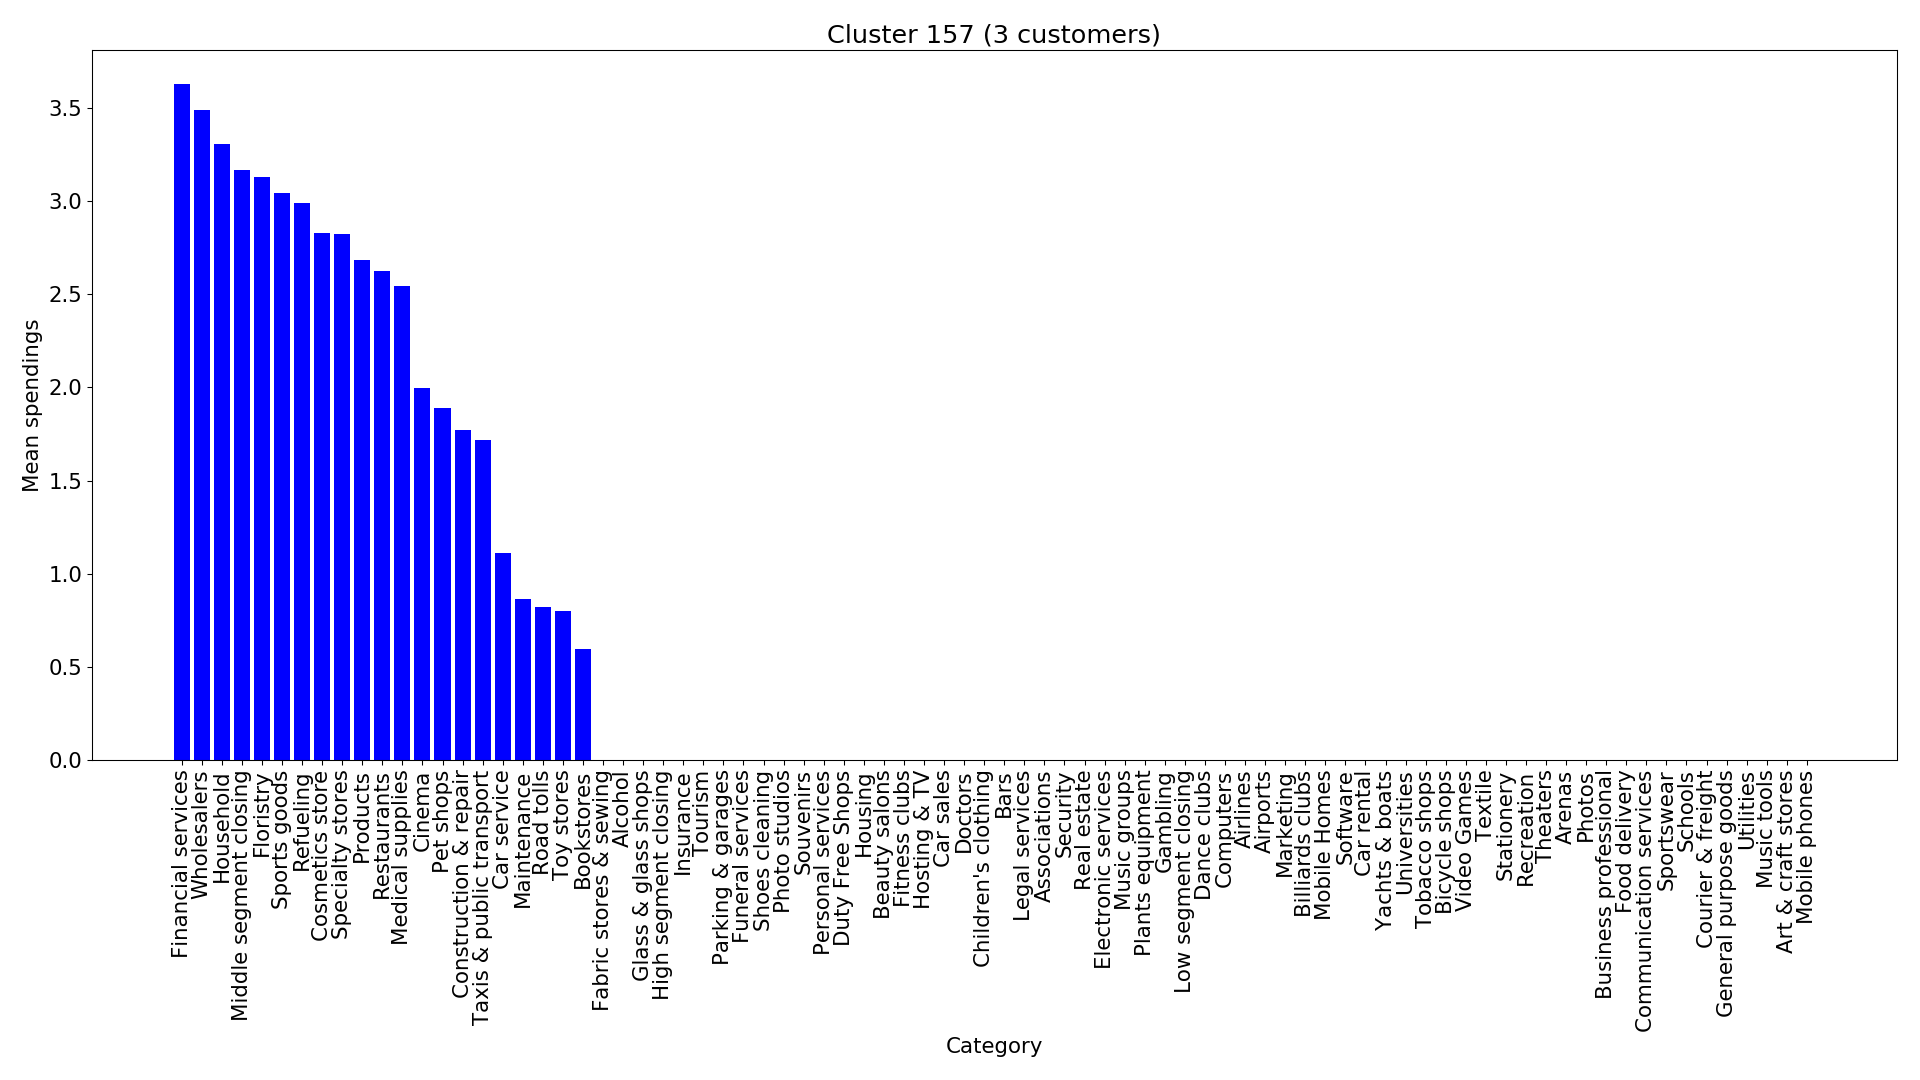 Cluster 157 (3 customers)
3.5
3.0
2.5
2.0
1.5
1.0
0.5
0.0
Mean spendings
Financial services
Wholesalers
Household
Middle segment closing
Floristry
Sports goods
Refueling
Cosmetics store
Specialty stores
Products
Restaurants
Medical supplies
Cinema
Pet shops
Construction & repair
Taxis & public transport
Car service
Maintenance
Road tolls
Toy stores
Bookstores
Fabric stores & sewing
Alcohol
Glass & glass shops
High segment closing
Insurance
Tourism
Parking & garages
Funeral services
Shoes cleaning
Photo studios
Souvenirs
Personal services
Duty Free Shops
Housing
Beauty salons
Fitness clubs
Hosting & TV
Car sales
Doctors
Children's clothing
Bars
Legal services
Associations
Security
Real estate
Electronic services
Music groups
Plants equipment
Gambling
Low segment closing
Dance clubs
Computers
Airlines
Airports
Marketing
Billiards clubs
Mobile Homes
Software
Car rental
Yachts & boats
Universities
Tobacco shops
Bicycle shops
Video Games
Textile
Stationery
Recreation
Theaters
Arenas
Photos
Business professional
Food delivery
Communication services
Sportswear
Schools
Courier & freight
General purpose goods
Utilities
Music tools
Art & craft stores
Mobile phones
Category